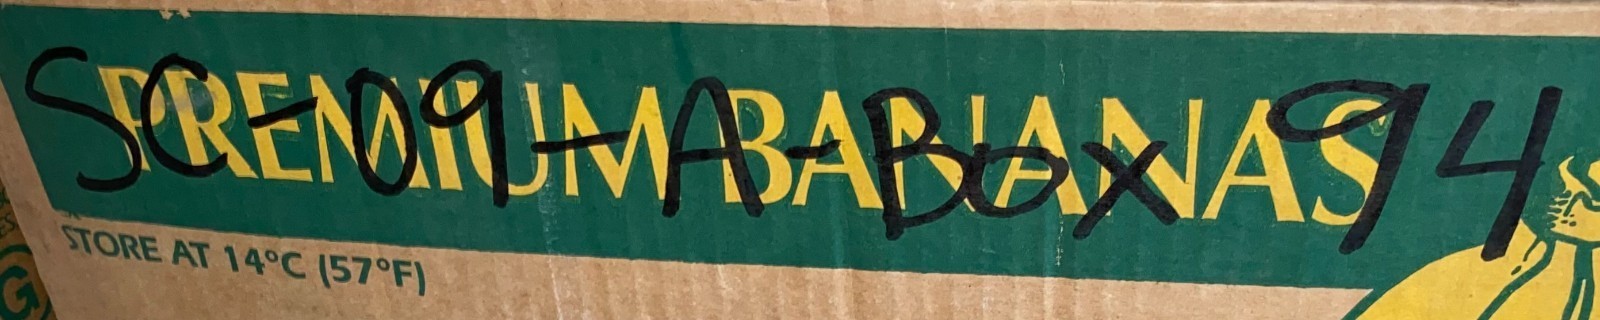 PREMIUM BANANAS
SC-09-A-Box 94
STORE AT 14°C (57°F)
G